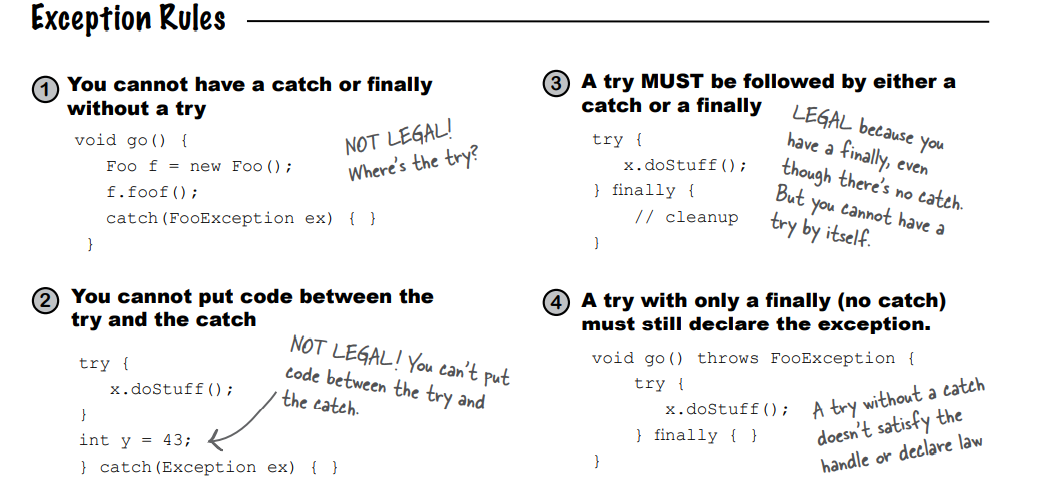 Exception Rules
1 You cannot have a catch or finally
without a try
void go() {
Foo f = new Foo();
f.foof();
catch(FooException ex) { }
}
NOT LEGAL!
Where's the try?
2 You cannot put code between the
try and the catch
try {
x.doStuff();
}
int y = 43;
} catch(Exception ex) { }
NOT LEGAL! You can't put
code between the try and
the catch.
3 A try MUST be followed by either a
catch or a finally
try {
x.doStuff();
} finally {
// cleanup
}
LEGAL because you
have a finally, even
though there's no catch.
But you cannot have a
try by itself.
4 A try with only a finally (no catch)
must still declare the exception.
void go() throws FooException {
try {
x.doStuff();
} finally { }
}
A try without a catch
doesn't satisfy the
handle or declare law